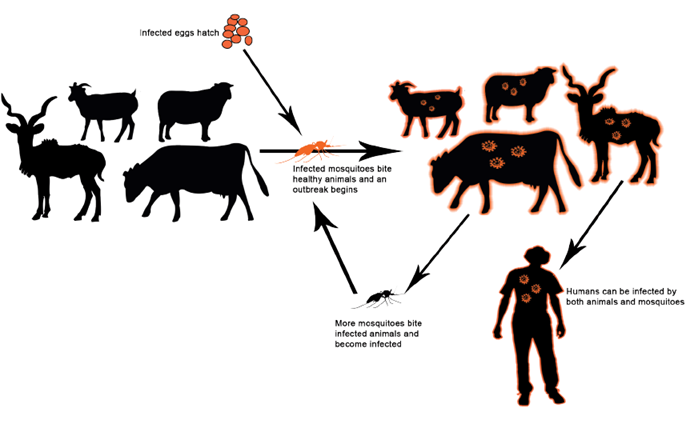 Infected eggs hatch
Infected mosquitoes bite
healthy animals and an
outbreak begins
Humans can be infected by
both animals and mosquitoes
More mosquitoes bite
infected animals and
become infected